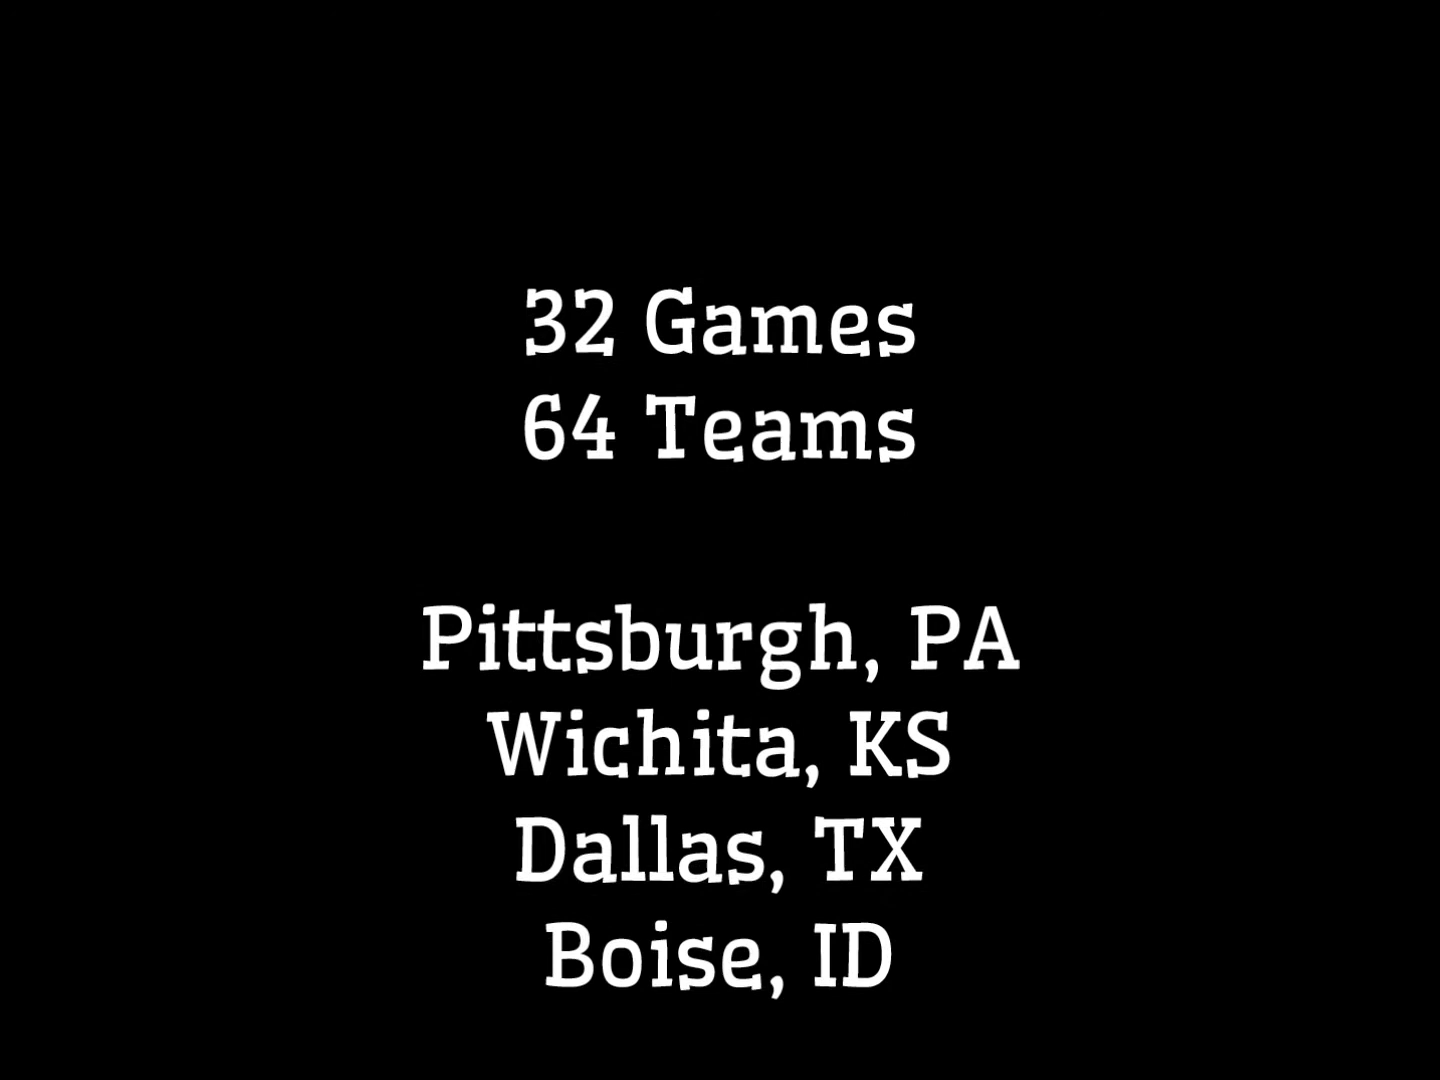 32 Games
64 Teams
Pittsburgh, PA
Wichita, KS
Dallas, TX
Boise, ID